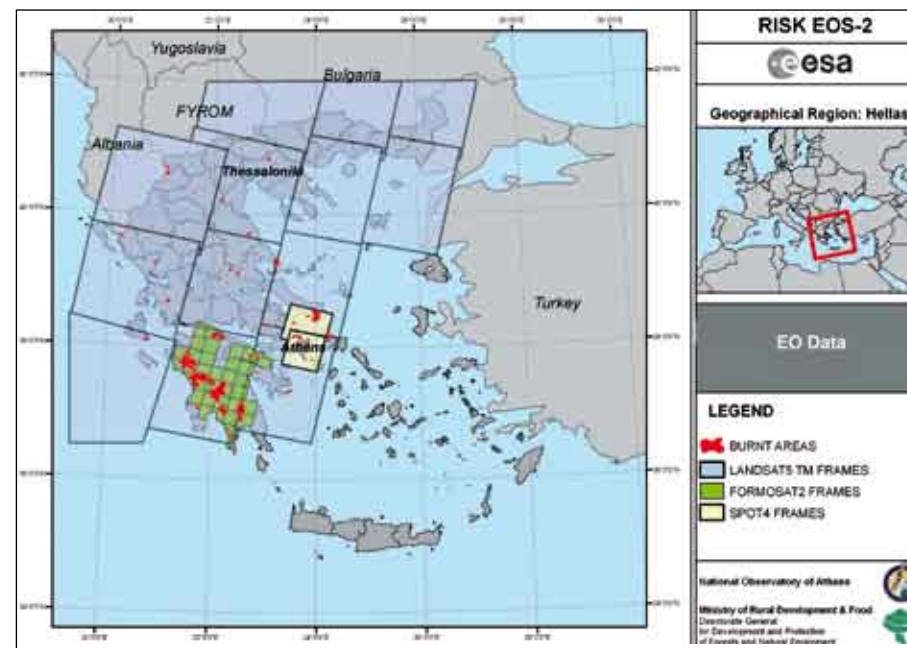 Yugoslavia
Bulgaria
FYROM
Albania
Thessaloniki
Turkey
Athens
RISK EOS-2
esa
Geographical Region: Hellas
EO Data
LEGEND
BURNT AREAS
LANDSAT5 TM FRAMES
FORMOSAT2 FRAMES
SPOT4 FRAMES
National Observatory of Athens
Ministry of Rural Development & Food
Directorate General
for Development and Protection
of Forests and Natural Environment